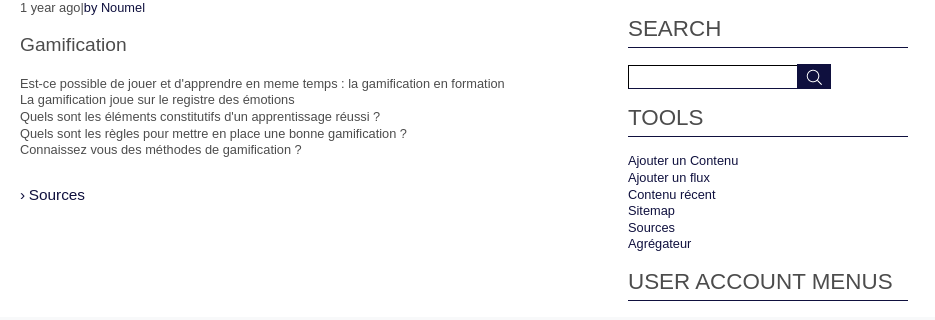 1 year ago|by Noumel
Gamification
Est-ce possible de jouer et d'apprendre en meme temps : la gamification en formation
La gamification joue sur le registre des émotions
Quels sont les éléments constitutifs d'un apprentissage réussi ?
Quels sont les règles pour mettre en place une bonne gamification ?
Connaissez vous des méthodes de gamification ?
› Sources
SEARCH
TOOLS
Ajouter un Contenu
Ajouter un flux
Contenu récent
Sitemap
Sources
Agrégateur
USER ACCOUNT MENUS